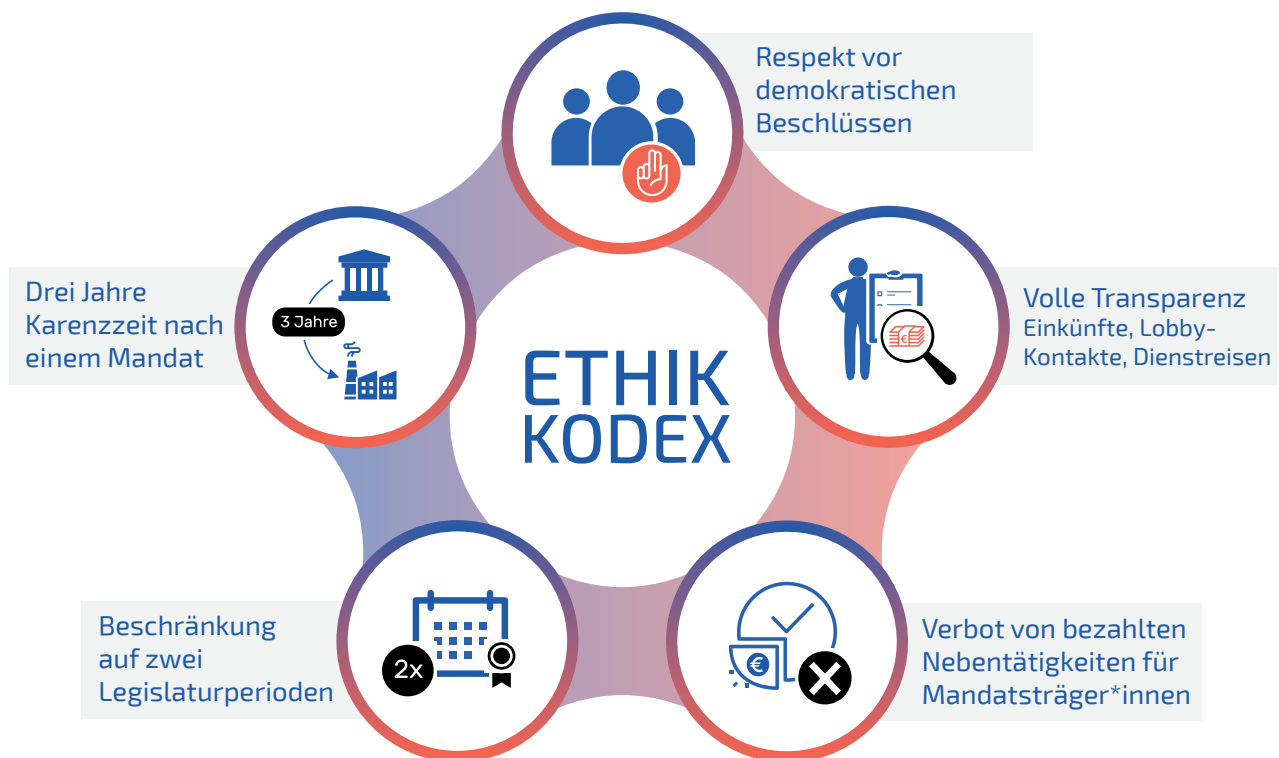 Respekt vor
demokratischen
Beschlüssen
Drei Jahre
Karenzzeit nach
einem Mandat
3 Jahre
Volle Transparenz
Einkünfte, Lobby-
Kontakte, Dienstreisen
€
ETHIK
KODEX
Beschränkung
auf zwei
Legislaturperioden
2x
€
Verbot von bezahlten
Nebentätigkeiten für
Mandatsträger*innen